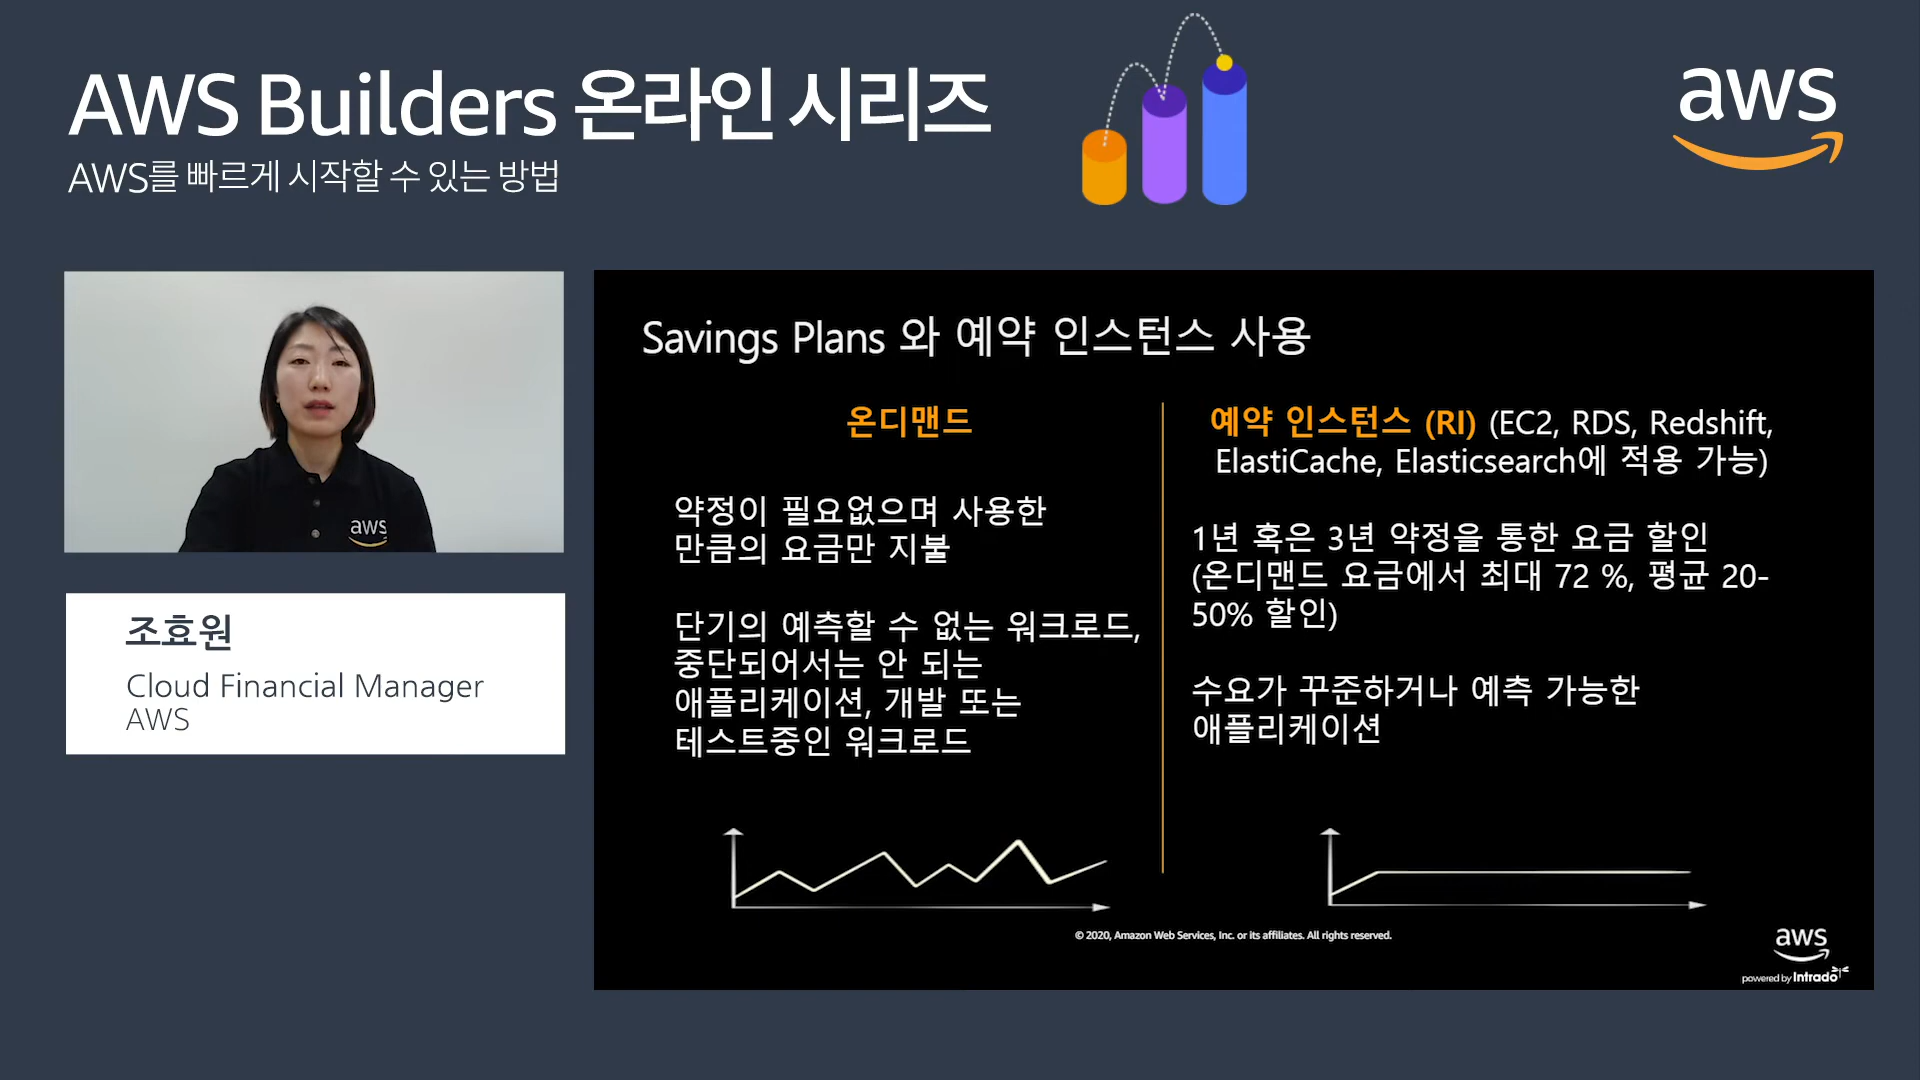 AWS Builders 온라인 시리즈
AWS를 빠르게 시작할 수 있는 방법
aws
aws
조효원
Cloud Financial Manager
AWS
Savings Plans 와 예약 인스턴스 사용
온디맨드
약정이 필요없으며 사용한
만큼의 요금만 지불
단기의 예측할 수 없는 워크로드,
중단되어서는 안 되는
애플리케이션, 개발 또는
테스트중인 워크로드
예약 인스턴스 (RI) (EC2, RDS, Redshift,
ElastiCache, Elasticsearch에 적용 가능)
1년 혹은 3년 약정을 통한 요금 할인
(온디맨드 요금에서 최대 72 %, 평균 20-
50% 할인)
수요가 꾸준하거나 예측 가능한
애플리케이션
© 2020, Amazon Web Services, Inc. or its affiliates. All rights reserved.
aws
powered by Intrado